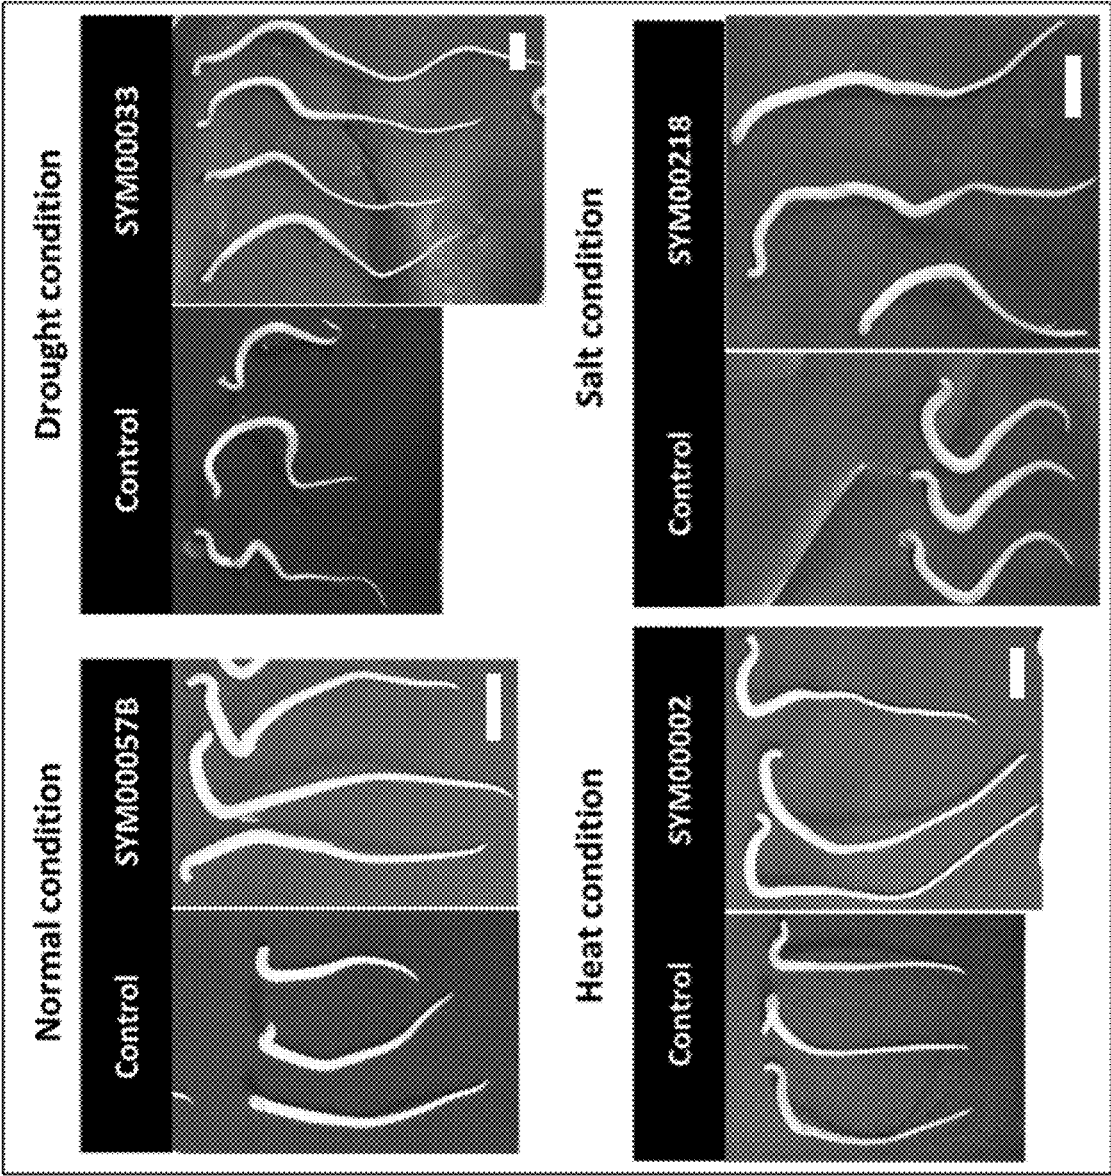 Normal condition
Control SYM00057B
Drought condition
Control SYM00033
Heat condition
Control SYM00002
Salt condition
Control SYM00218